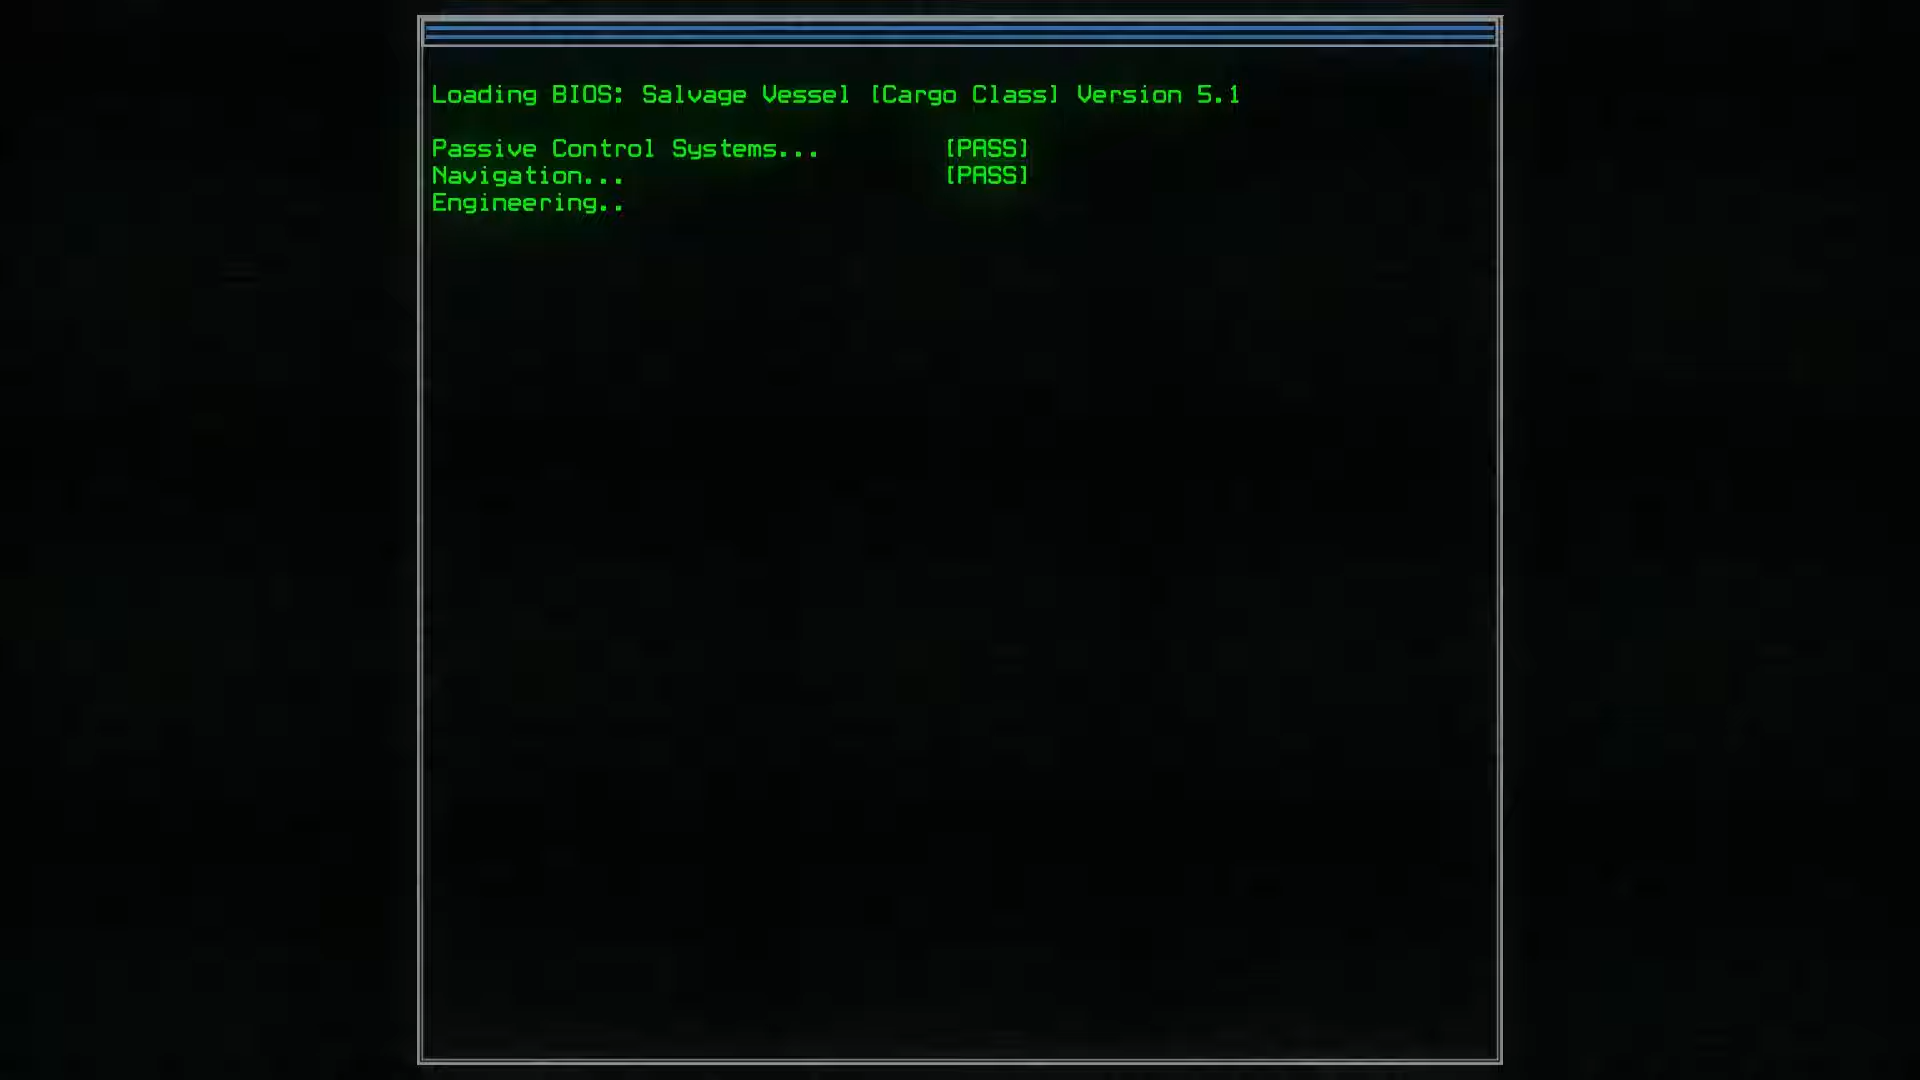 Loading BIOS: Salvage Vessel [Cargo Class] Version 5.1
Passive Control Systems... [PASS]
Navigation... [PASS]
Engineering..